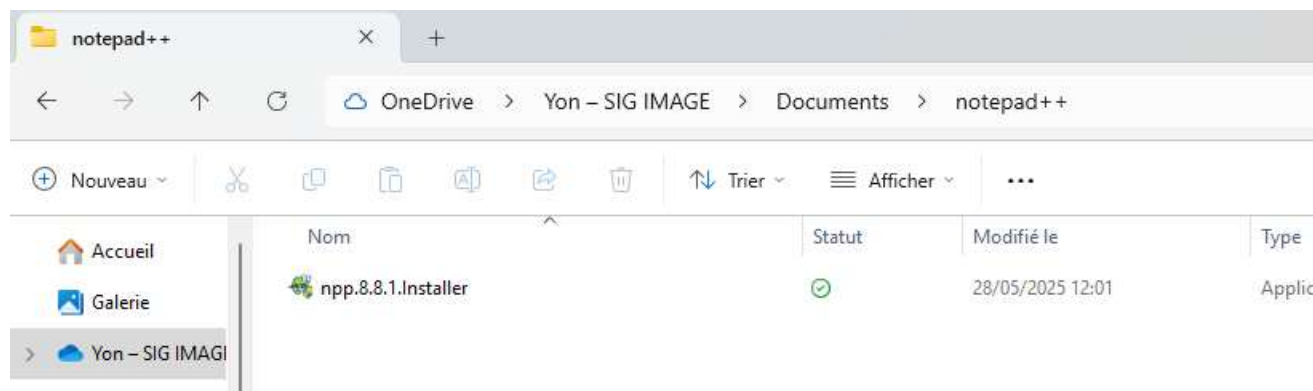 notepad++
OneDrive > Yon – SIG IMAGE > Documents > notepad++
Nouveau Trier Afficher ...
Nom Statut Modifié le Type
Accueil
npp.8.8.1.Installer 28/05/2025 12:01 Applic
Galerie
Yon – SIG IMAGE